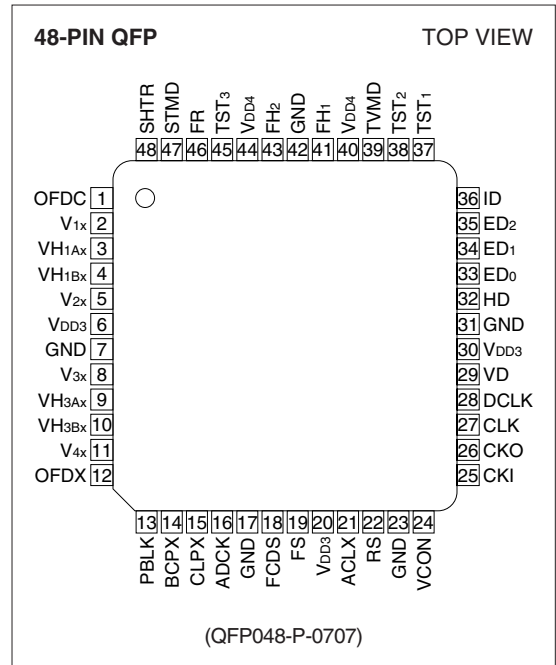 48-PIN QFP
TOP VIEW
SHTR
STMD
FR
TST3
VDD4
FH2
GND
FH1
VDD4
TVMD
TST2
TST1
48 47 46 45 44 43 42 41 40 39 38 37
OFDC 1
V1X 2
VH1AX 3
VH1BX 4
V2X 5
VDD3 6
GND 7
V3X 8
VH3AX 9
VH3BX 10
V4X 11
OFDX 12
36 ID
35 ED2
34 ED1
33 ED0
32 HD
31 GND
30 VDD3
29 VD
28 DCLK
27 CLK
26 CKO
25 CKI
13 14 15 16 17 18 19 20 21 22 23 24
PBLK
BCPX
CLPX
ADCK
GND
FCDS
FS
VDD3
ACLX
RS
GND
VCON
(QFP048-P-0707)